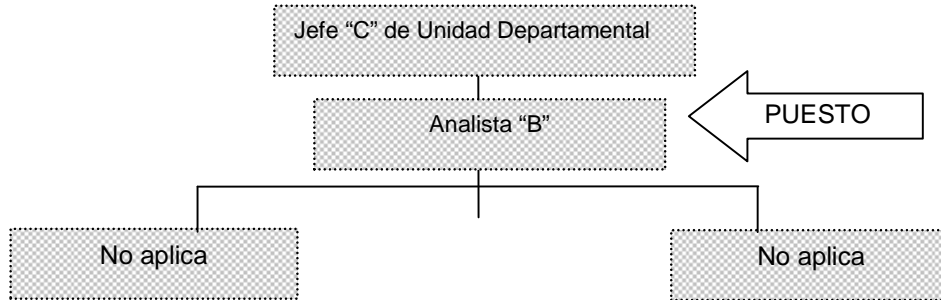 Jefe “C” de Unidad Departamental
Analista “B”
PUESTO
No aplica
No aplica